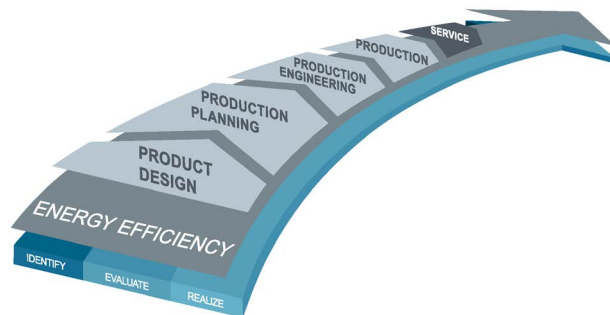 SERVICE
PRODUCTION
PRODUCTION
ENGINEERING
PRODUCTION
PLANNING
PRODUCT
DESIGN
ENERGY EFFICIENCY
IDENTIFY
EVALUATE
REALIZE